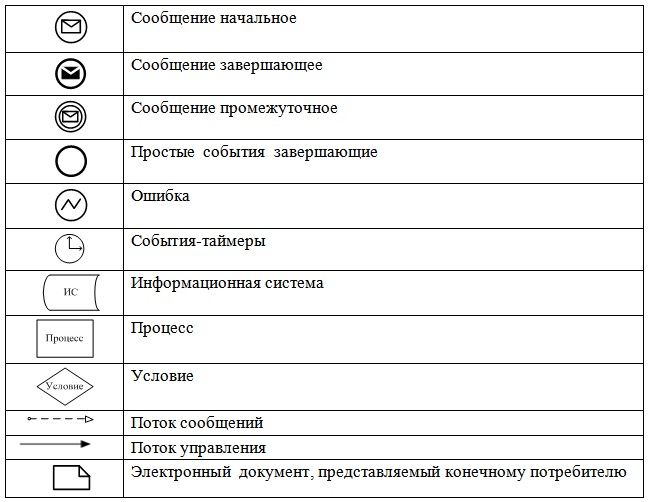 Сообщение начальное
Сообщение завершающее
Сообщение промежуточное
Простые события завершающие
Ошибка
События-таймеры
ИС
Информационная система
Процесс
Процесс
Условие
Условие
Поток сообщений
Поток управления
Электронный документ, представляемый конечному потребителю